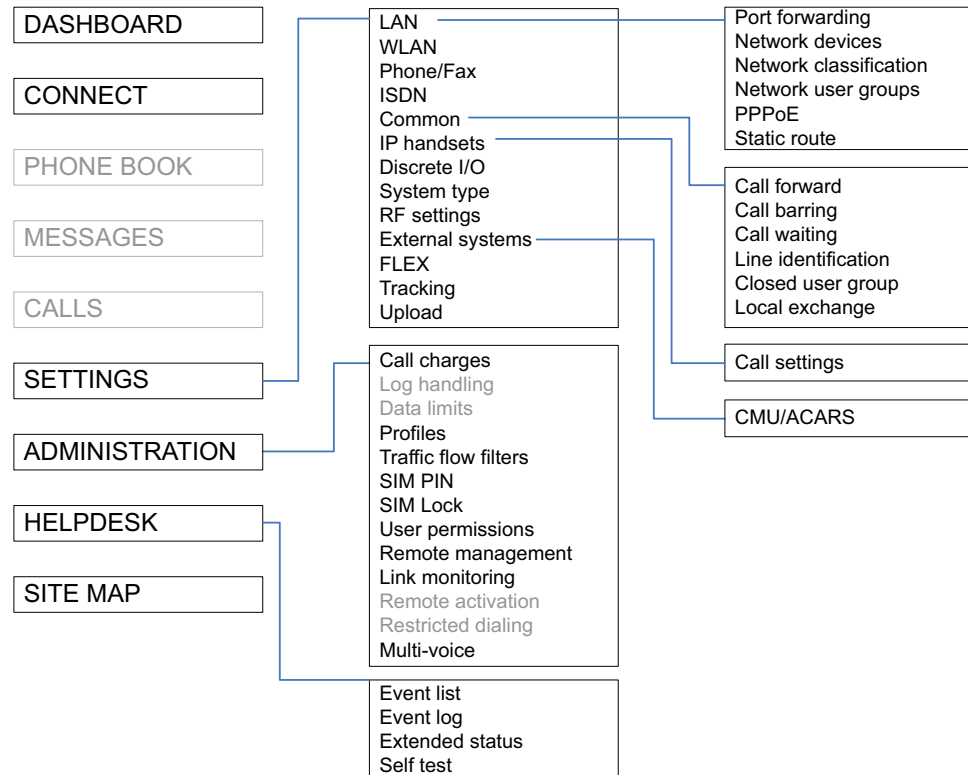 DASHBOARD
CONNECT
PHONE BOOK
MESSAGES
CALLS
SETTINGS
ADMINISTRATION
HELPDESK
SITE MAP
LAN
WLAN
Phone/Fax
ISDN
Common
IP handsets
Discrete I/O
System type
RF settings
External systems
FLEX
Tracking
Upload
Call charges
Log handling
Data limits
Profiles
Traffic flow filters
SIM PIN
SIM Lock
User permissions
Remote management
Link monitoring
Remote activation
Restricted dialing
Multi-voice
Event list
Event log
Extended status
Self test
Port forwarding
Network devices
Network classification
Network user groups
PPPoE
Static route
Call forward
Call barring
Call waiting
Line identification
Closed user group
Local exchange
Call settings
CMU/ACARS